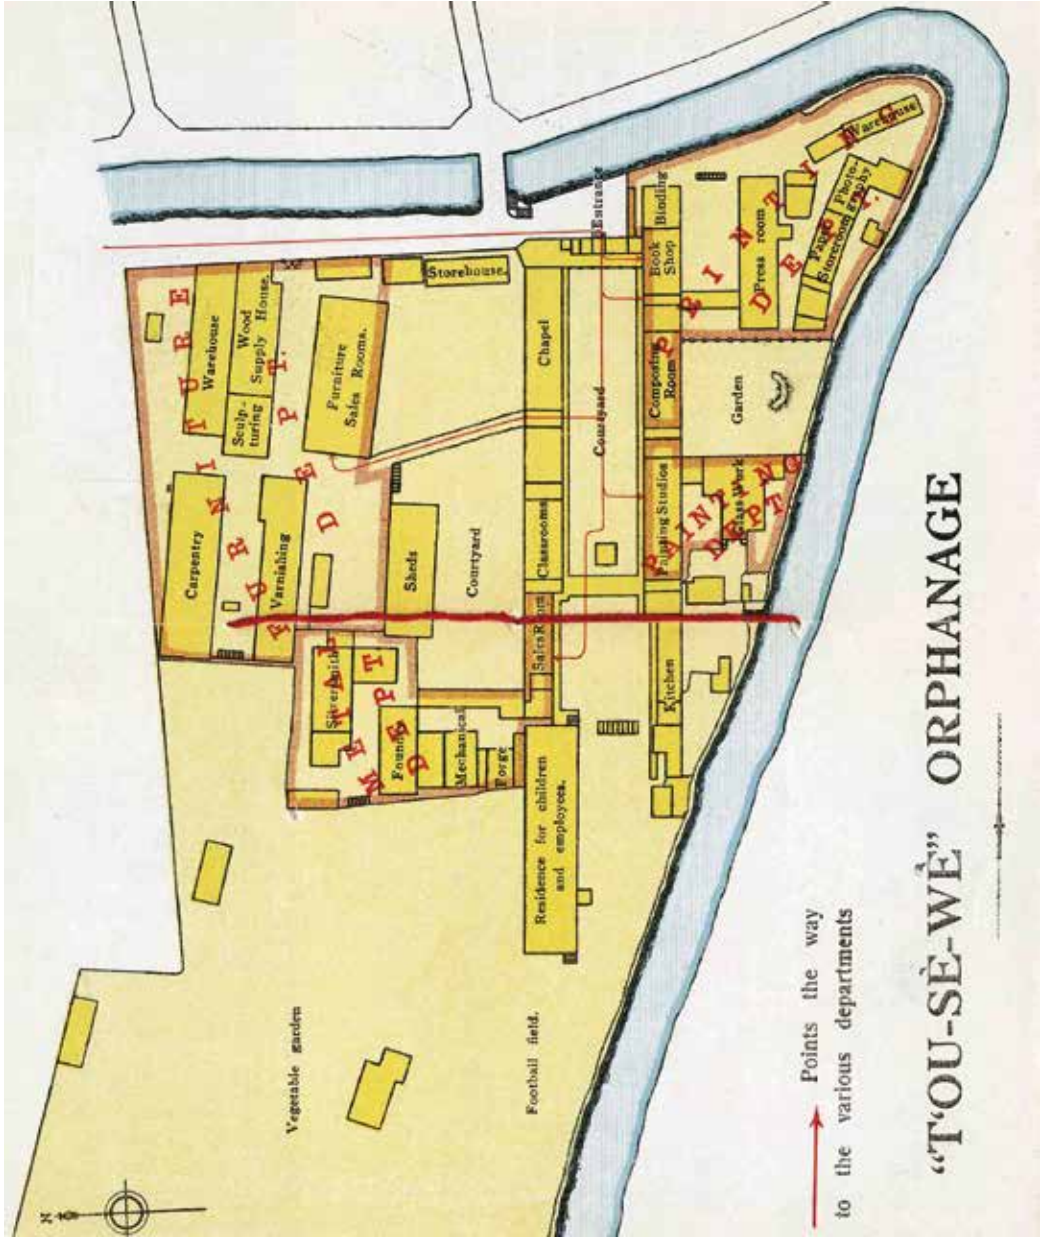 "T'OU-SÈ-WÈ" ORPHANAGE
Points the way
to the various departments
N
FURNITURE
DEPT.
Warehouse
Wood
Supply House.
Sculp-
turing
Furniture
Sales Rooms.
Carpentry
Varnishing
Storehouse.
Sheds
Courtyard
Chapel
Classrooms
Sales Room
Courtyard
Entrance
PRINTING
DEPT.
Binding
Book
Shop
Press room
Warehouse
Photo-
graphy
Paper
Storeroom
Composing
Room
Garden
PAINTING
DEPT
Painting Studios
Glass Work
Kitchen
METAL
DEPT
Silversmith
Foundry
Mechanical
Forge
Residence for children
and employees.
Vegetable garden
Football field.